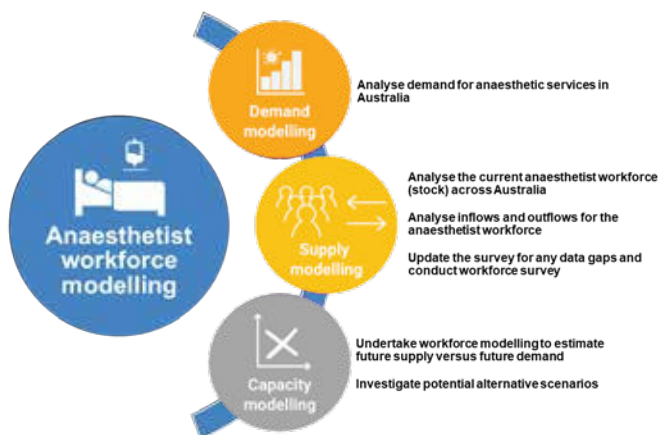 Anaesthetist
workforce
modelling
Demand
modelling
Analyse demand for anaesthetic services in
Australia
Supply
modelling
Analyse the current anaesthetist workforce
(stock) across Australia
Analyse inflows and outflows for the
anaesthetist workforce
Update the survey for any data gaps and
conduct workforce survey
Capacity
modelling
Undertake workforce modelling to estimate
future supply versus future demand
Investigate potential alternative scenarios